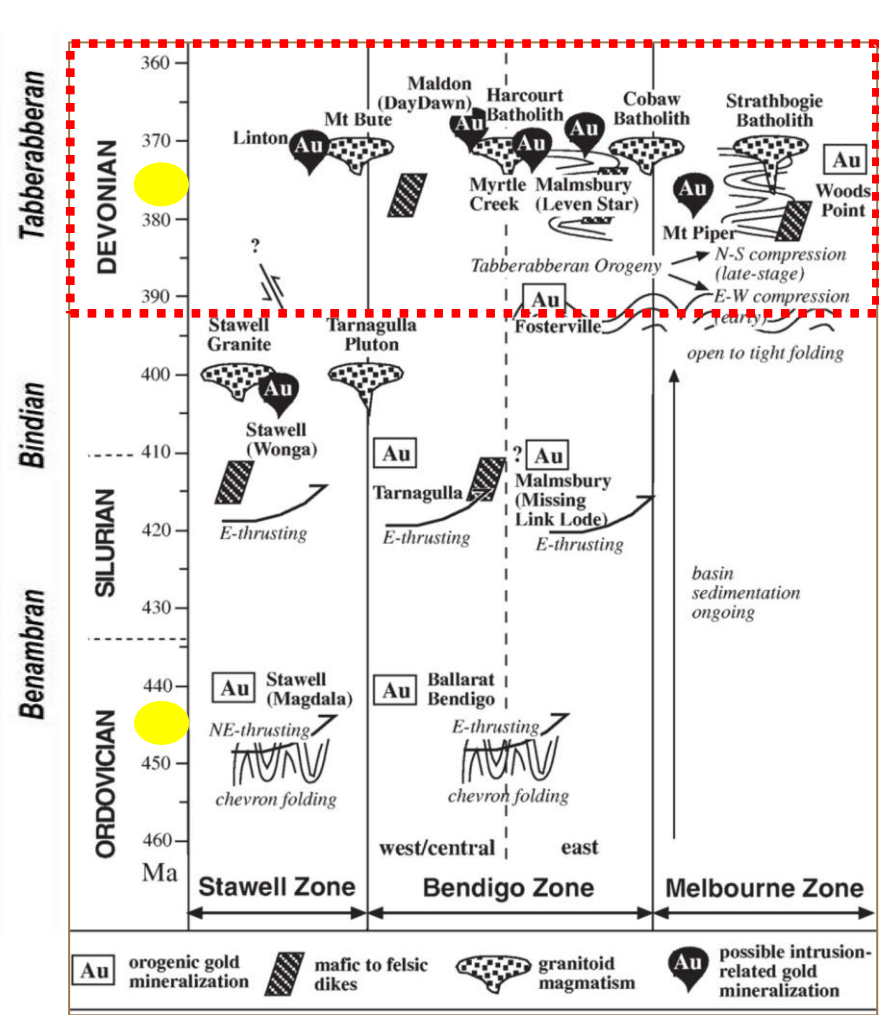 Tabberabberan
Bindian
Benambran
DEVONIAN
SILURIAN
ORDOVICIAN
360
370
380
390
400
410
420
430
440
450
460
Ma
Linton
Au
Mt Bute
Maldon
(DayDawn)
Au
Harcourt
Batholith
Au
Au
Cobaw
Batholith
Strathbogie
Batholith
Au
Woods
Point
Myrtle
Creek
Malmsbury
(Leven Star)
Au
Mt Piper
?
Tabberabberan Orogeny
N-S compression
(late-stage)
E-W compression
(early)
Au
Fosterville
open to tight folding
Stawell
Granite
Tarnagulla
Pluton
Au
Stawell
(Wonga)
Au
? Au
Tarnagulla
Malmsbury
(Missing
Link Lode)
E-thrusting
E-thrusting
E-thrusting
basin
sedimentation
ongoing
Au
Stawell
(Magdala)
Au
Ballarat
Bendigo
NE-thrusting
E-thrusting
chevron folding
chevron folding
west/central
east
Stawell Zone
Bendigo Zone
Melbourne Zone
Au
orogenic gold
mineralization
mafic to felsic
dikes
granitoid
magmatism
Au
possible intrusion-
related gold
mineralization